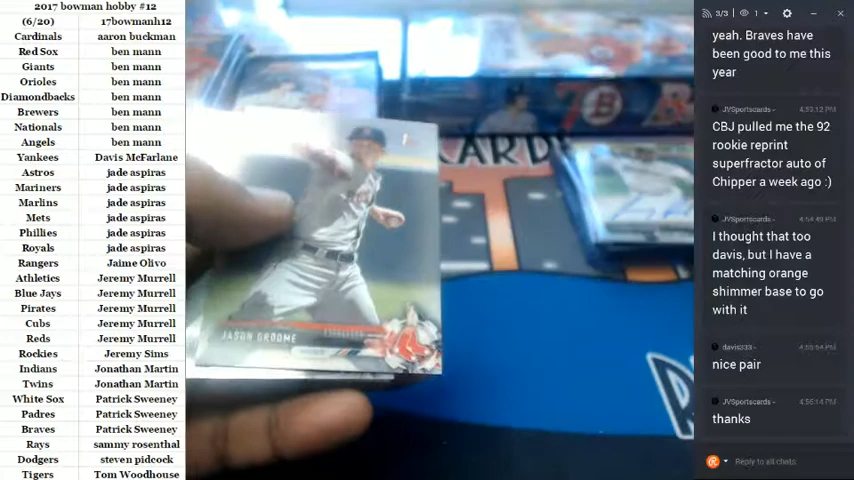 2017 bowman hobby #12
(6/20) 17bowmanh12
Cardinals aaron buckman
Red Sox ben mann
Giants ben mann
Orioles ben mann
Diamondbacks ben mann
Brewers ben mann
Nationals ben mann
Angels ben mann
Yankees Davis McFarlane
Astros jade aspiras
Mariners jade aspiras
Marlins jade aspiras
Mets jade aspiras
Phillies jade aspiras
Royals jade aspiras
Rangers Jaime Olivo
Athletics Jeremy Murrell
Blue Jays Jeremy Murrell
Pirates Jeremy Murrell
Cubs Jeremy Murrell
Reds Jeremy Murrell
Rockies Jeremy Sims
Indians Jonathan Martin
Twins Jonathan Martin
White Sox Patrick Sweeney
Padres Patrick Sweeney
Braves Patrick Sweeney
Rays sammy rosenthal
Dodgers steven pidcock
Tigers Tom Woodhouse
JASON GROOME
3/3 1
yeah. Braves have
been good to me this
year
JVSportscards -
CBJ pulled me the 92
rookie reprint
superfractor auto of
Chipper a week ago :)
JVSportscards -
I thought that too
davis, but I have a
matching orange
shimmer base to go
with it
nice pair
JVSportscards - 4:56:14 PM
thanks
Reply to all chats